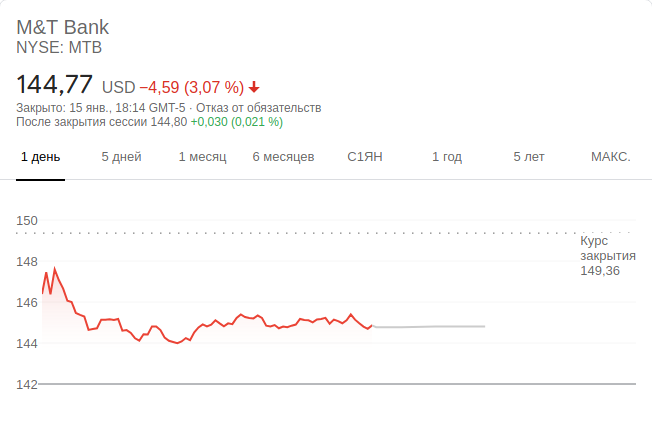 M&T Bank
NYSE: MTB
144,77 USD −4,59 (3,07 %)
Закрыто: 15 янв., 18:14 GMT-5 · Отказ от обязательств
После закрытия сессии 144,80 +0,030 (0,021 %)
1 день 5 дней 1 месяц 6 месяцев С1ЯН 1 год 5 лет МАКС.
150
Курс
закрытия
149,36
148
146
144
142